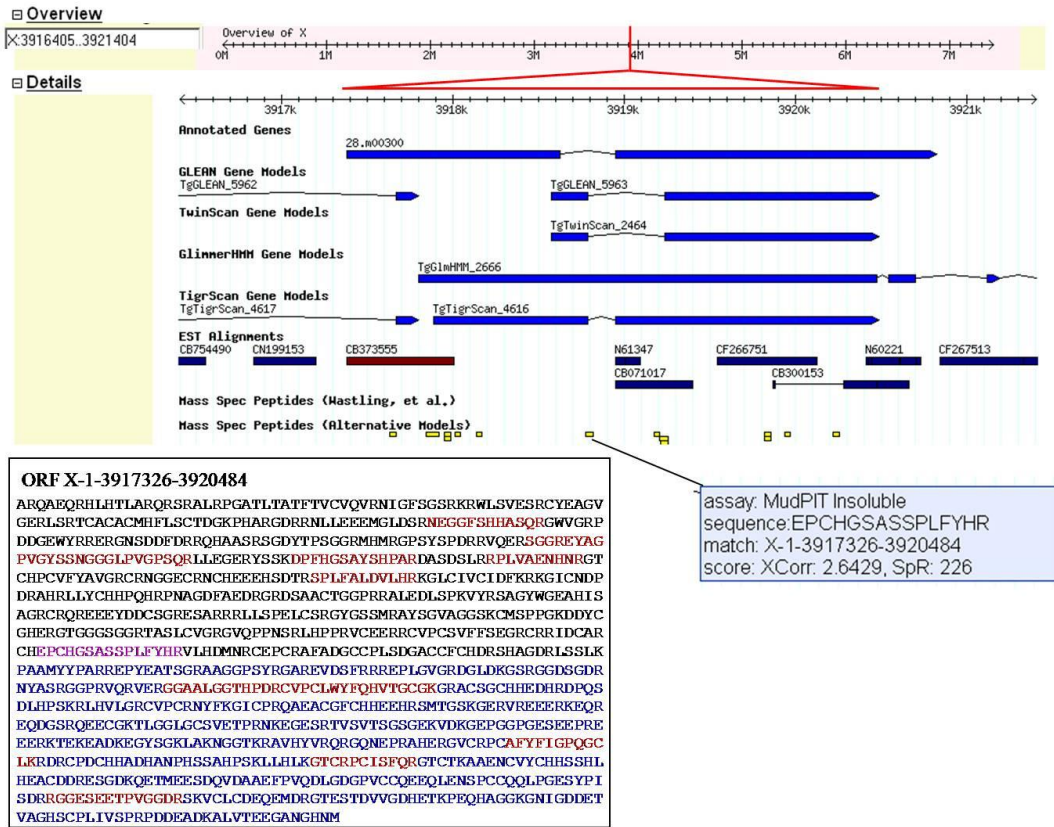 Overview
X:3916405..3921404
Overview of X
0M 1M 2M 3M 4M 5M 6M 7M
Details
3917k 3918k 3919k 3920k 3921k
Annotated Genes
28.m00300
GLEAN Gene Models
TgGLEAN_5962 TgGLEAN_5963
TwinScan Gene Models
TgTwinScan_2464
GlimmerHMM Gene Models
TgGlmHMM_2666
TigrScan Gene Models
TgTigrScan_4617 TgTigrScan_4616
EST Alignments
CB754490 CN199153 CB373555 N61347 CF266751 N60221 CF267513
CB071017 CB300153
Mass Spec Peptides (Wastling, et al.)
Mass Spec Peptides (Alternative Models)
assay: MudPIT Insoluble
sequence:EPCHGSASSPLFYHR
match: X-1-3917326-3920484
score: XCorr: 2.6429, SpR: 226
ORF X-1-3917326-3920484
ARQAEQRHLHTLARQRSRALRPGATLTATFTVCVQVRNIGFSGSRKRWLSVESRCYEAGV
GERLSRTCACACMHFLSCTDGKPHARGDRRNLLEEEMGLDSRNEGGFSHHASQRGWVGRP
DDGEWYRRERGNSDDFDRRQHAASRSGDYTPSGGRMHMRGPSYSPDRRVQERSGGREYAG
PVGYSSNGGGLPVGPSQRLLEGERYSSKDPFHGSAYSHPARDASDSLRRPLVAENHNRGT
CHPCVFYAVGRCRNGGECRNCHEEEHSDTRSPLFALDVLHRKGLCIVCIDFKRKGICNDP
DRAHRLLYCHHPQHRPNAGDFAEDRGRDSAACTGGPRRALEDLSPKVYRSAGYWGEAHIS
AGRCRQREEEYDDCSGRESARRRLLSPELCSRGYGSSMRAYSGVAGGSKCMSPPGKDDYC
GHERGTGGGSGGRTASLCVGRGVQPPNSRLHPPRVCEERRCVPCSVFFSEGRCRRIDCAR
CHEPCHGSASSPLFYHRVLHDMNRCEPCRAFADGCCPLSDGACCFCHDRSHAGDRLSSLK
PAAMYYPARREPYEATSGRAAGGPSYRGAREVDSFRRREPLGVGRDGLDKGSRGGDSGDR
NYASRGGPRVQRVERGGAALGGTHPDRCVPCLWYFQHVTGCGKGRACSGCHHEDHRDPQS
DLHPSKRLHVLGRCVPCRNYFKGICPRQAEACGFCHHEEHRSMTGSKGERVREEERKEQR
EQDGSRQEECGKTLGGLGCSVETPRNKEGESRTVSVTSGSGEKVDKGEPGGPGESEEPRE
EERKTEKEADKEGYSGKLAKNGGTKRAVHYVRQRGQNEPRAHERGVCRPCAFYFIGPQGC
LKRDRCPDCHHADHANPHSSAHPSKLLHLKGTCRPCISFQRGTCTKAAENCVYCHHSSHL
HEACDDRESGDKQETMEESDQVDAAEFPVQDLGDGPVCCQEEQLENSPCCQQLPGESYPI
SDRRGGESEETPVGGDRSKVCLCDEQEMDRGTESTDVVGDHETKPEQHAGGKGNIGDDET
VAGHSCPLIVSPRPDDEADKALVTEEGANGHNM